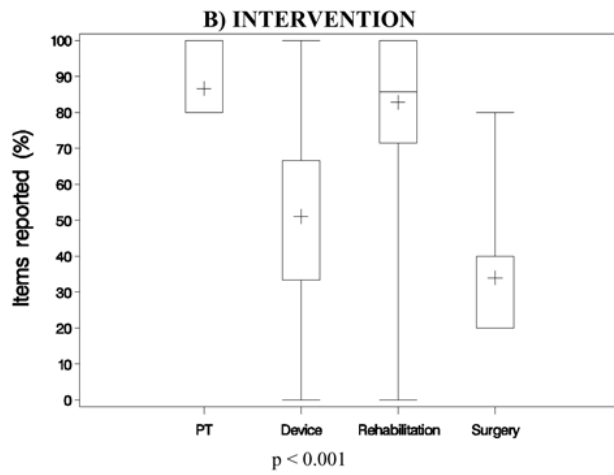 B) INTERVENTION
Items reported (%)
100
90
80
70
60
50
40
30
20
10
0
PT Device Rehabilitation Surgery
p < 0.001